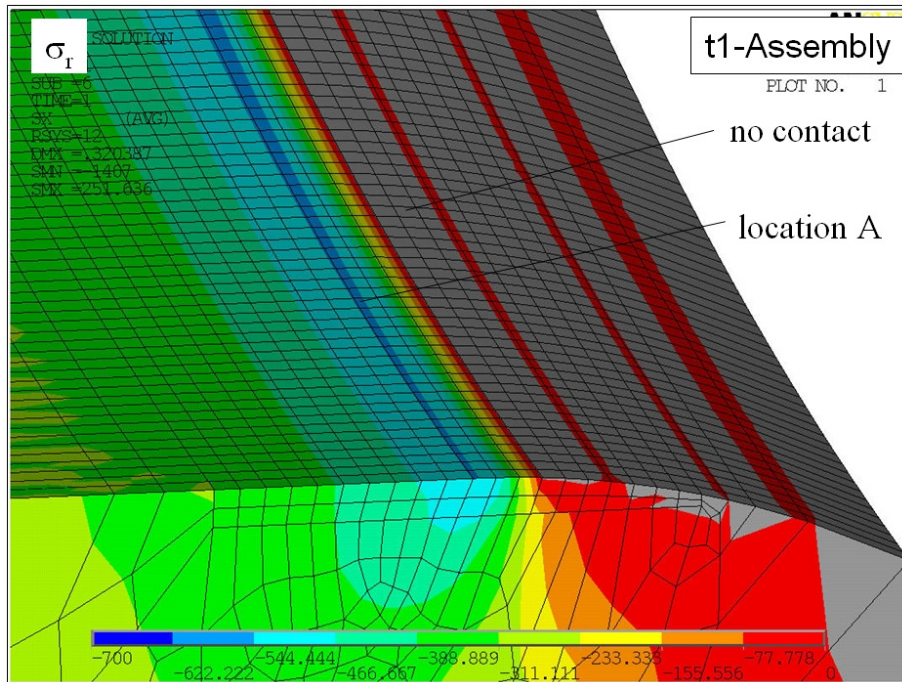 σr
SOLUTION
t1-Assembly
SUB =6
TIME=1
SX (AVG)
RSYS=12
DMX =.320387
SMN =-1407
SMX =251.636
PLOT NO. 1
no contact
location A
-700 -544.444 -388.889 -233.333 -77.778
-622.222 -466.667 -311.111 -155.556 0